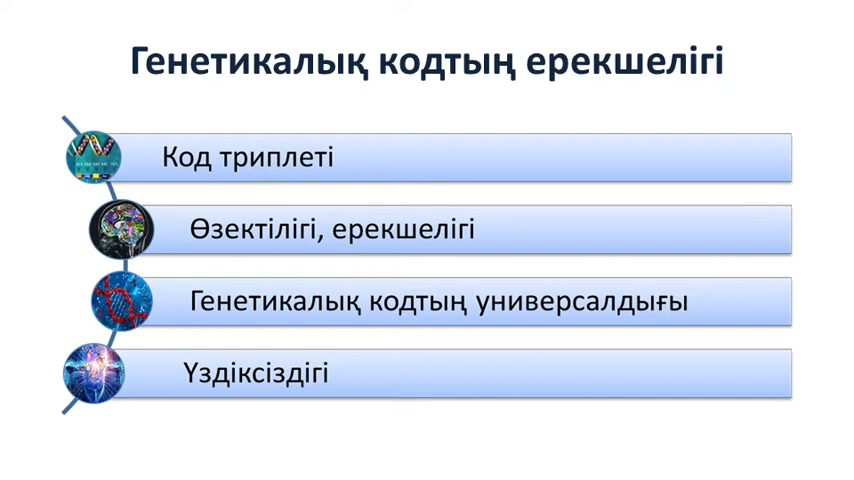 Генетикалық кодтың ерекшелігі
Код триплеті
Өзектілігі, ерекшелігі
Генетикалық кодтың универсалдығы
Үздіксіздігі